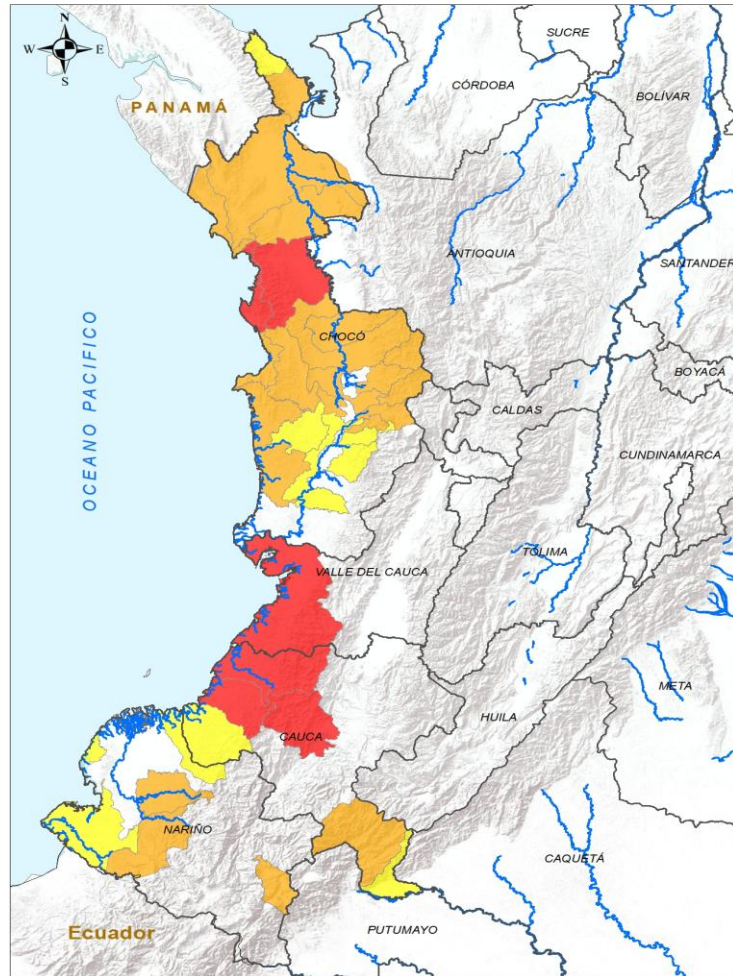 N
W E
S
SUCRE
CÓRDOBA
PANAMÁ
BOLÍVAR
ANTIOQUIA
SANTANDER
OCEANO PACIFICO
CHOCÓ
BOYACÁ
CALDAS
CUNDINAMARCA
TOLIMA
VALLE DEL CAUCA
META
HUILA
CAUCA
NARIÑO
CAQUETÁ
Ecuador
PUTUMAYO